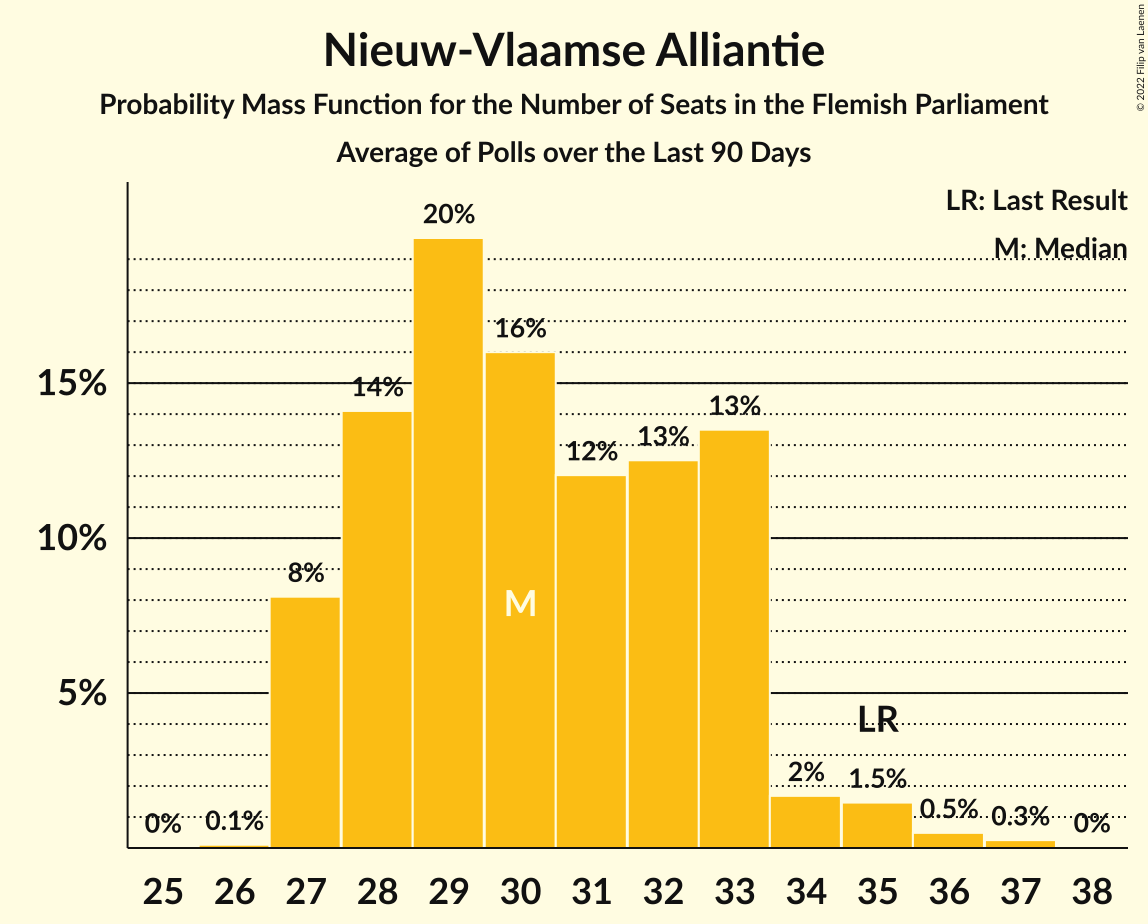 Nieuw-Vlaamse Alliantie
Probability Mass Function for the Number of Seats in the Flemish Parliament
Average of Polls over the Last 90 Days
© 2022 Filip van Laenen
LR: Last Result
M: Median
20%
16%
15%
14%
13%
13%
12%
10%
8%
M
5%
LR
2%
1.5%
0.5%
0.3%
0.1%
0%
0%
25 26 27 28 29 30 31 32 33 34 35 36 37 38